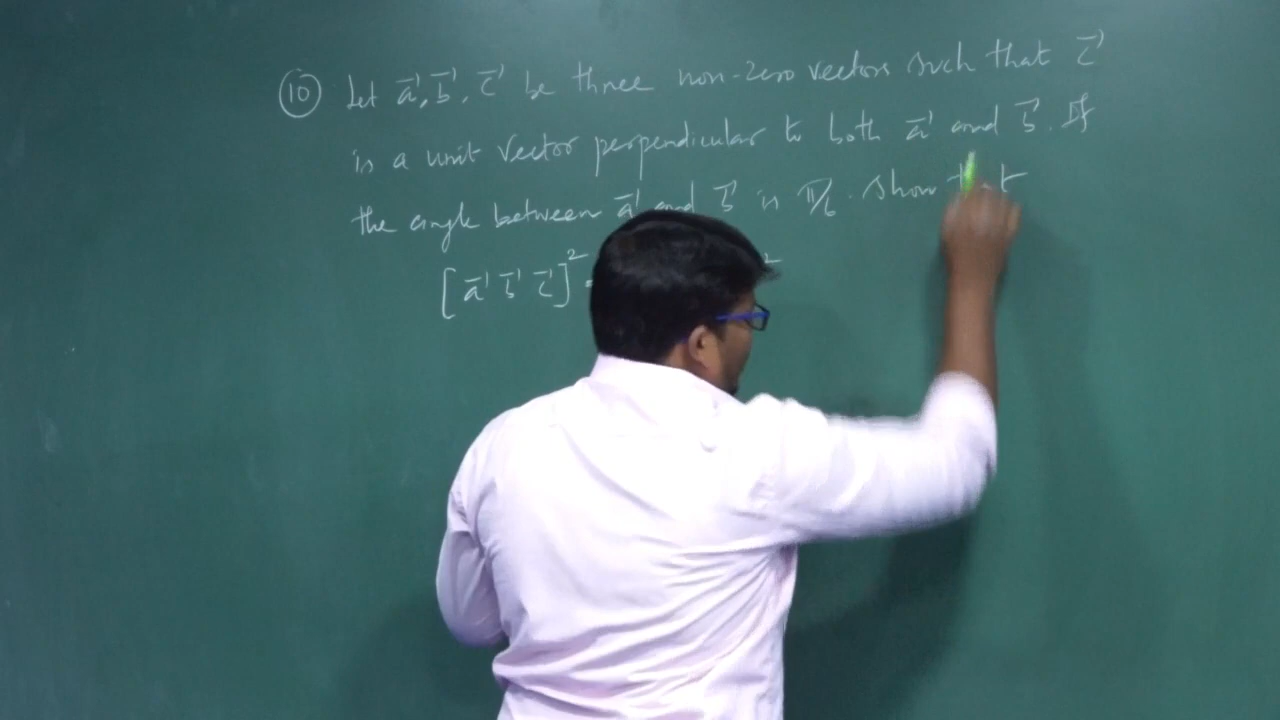 ⑩ Let a⃗, b⃗, c⃗ be three non-zero vectors such that c⃗
is a unit vector perpendicular to both a⃗ and b⃗. If
the angle between a⃗ and b⃗ is π/6. Show that
[a⃗ b⃗ c⃗]² = ²